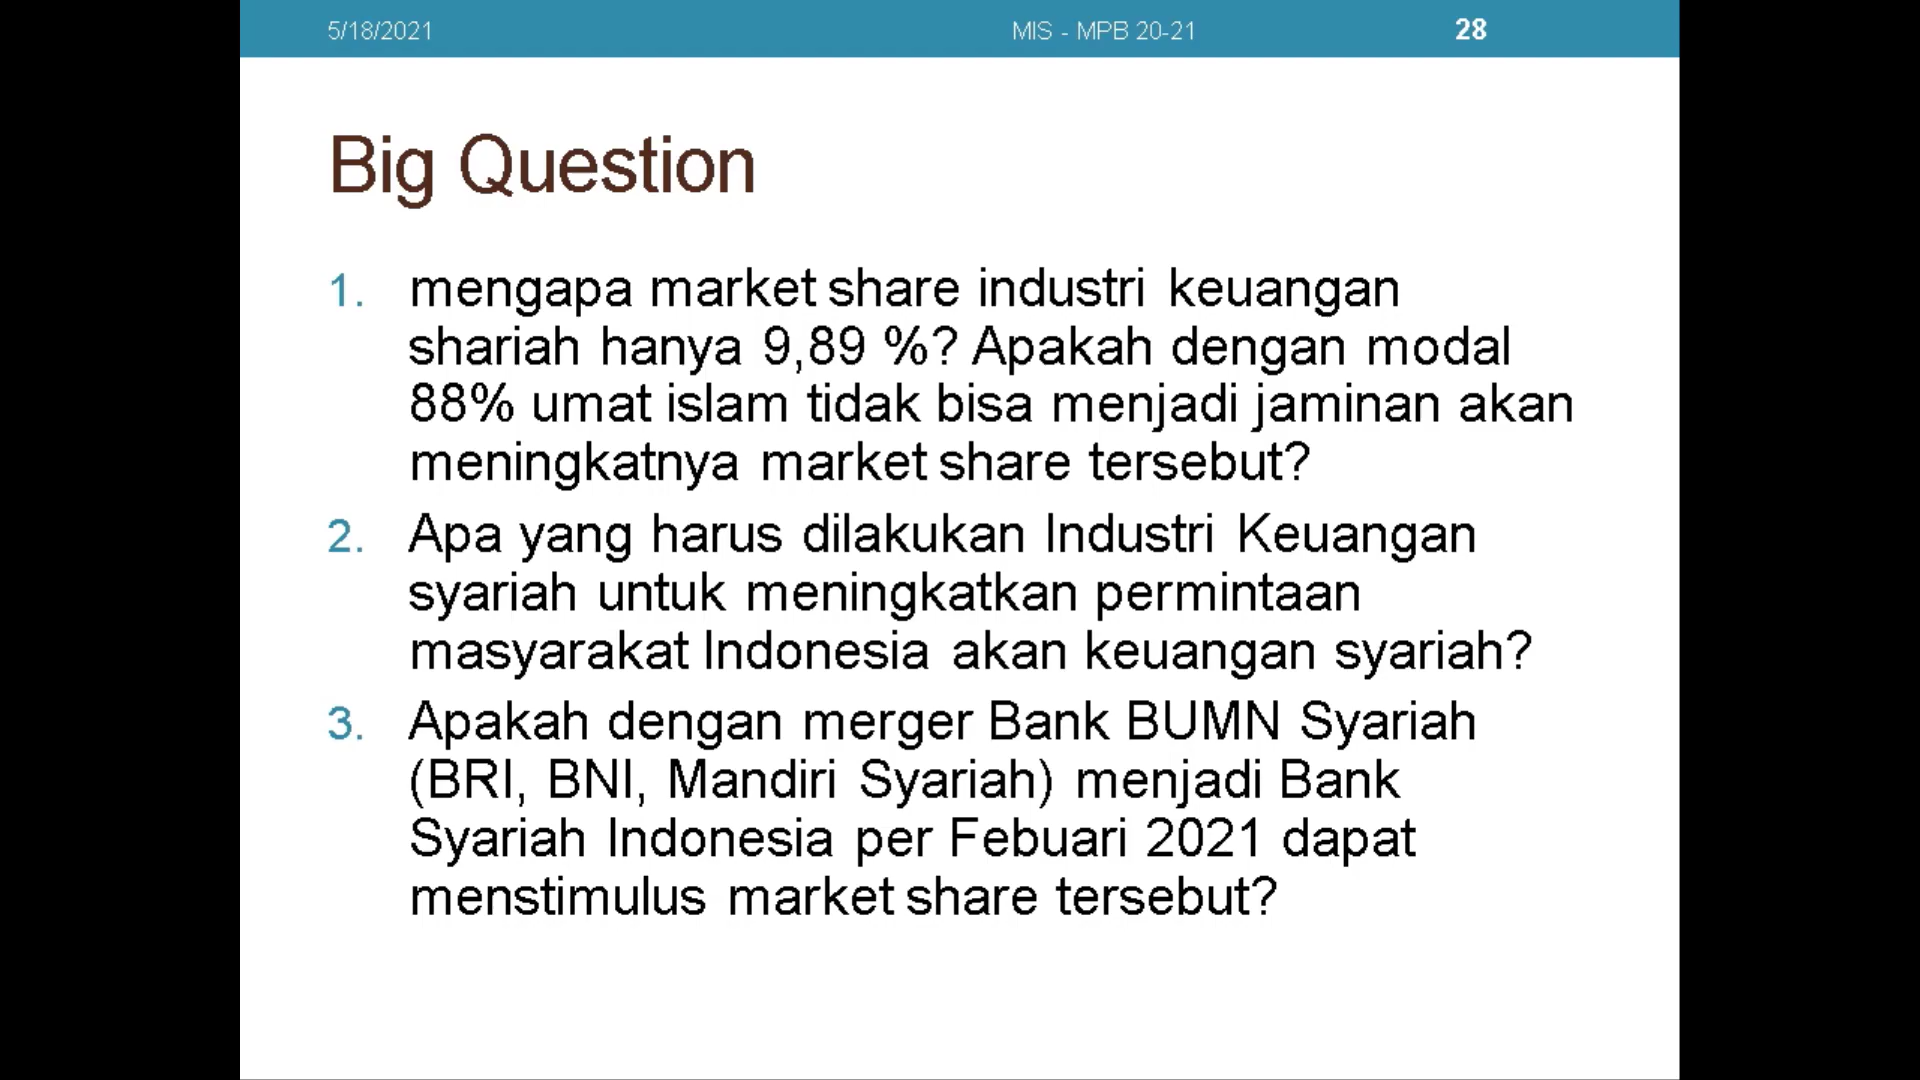 5/18/2021 MIS - MPB 20-21 28
Big Question
1. mengapa market share industri keuangan
shariah hanya 9,89 %? Apakah dengan modal
88% umat islam tidak bisa menjadi jaminan akan
meningkatnya market share tersebut?
2. Apa yang harus dilakukan Industri Keuangan
syariah untuk meningkatkan permintaan
masyarakat Indonesia akan keuangan syariah?
3. Apakah dengan merger Bank BUMN Syariah
(BRI, BNI, Mandiri Syariah) menjadi Bank
Syariah Indonesia per Febuari 2021 dapat
menstimulus market share tersebut?